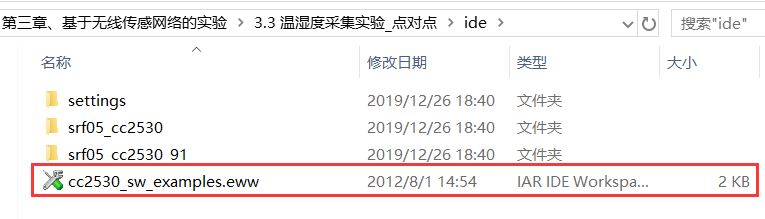 第三章、基于无线传感网络的实验 › 3.3 温湿度采集实验_点对点 › ide › 搜索"ide"
名称 修改日期 类型 大小
settings 2019/12/26 18:40 文件夹
srf05_cc2530 2019/12/26 18:40 文件夹
srf05_cc2530_91 2019/12/26 18:40 文件夹
cc2530_sw_examples.eww 2012/8/1 14:54 IAR IDE Workspa... 2 KB